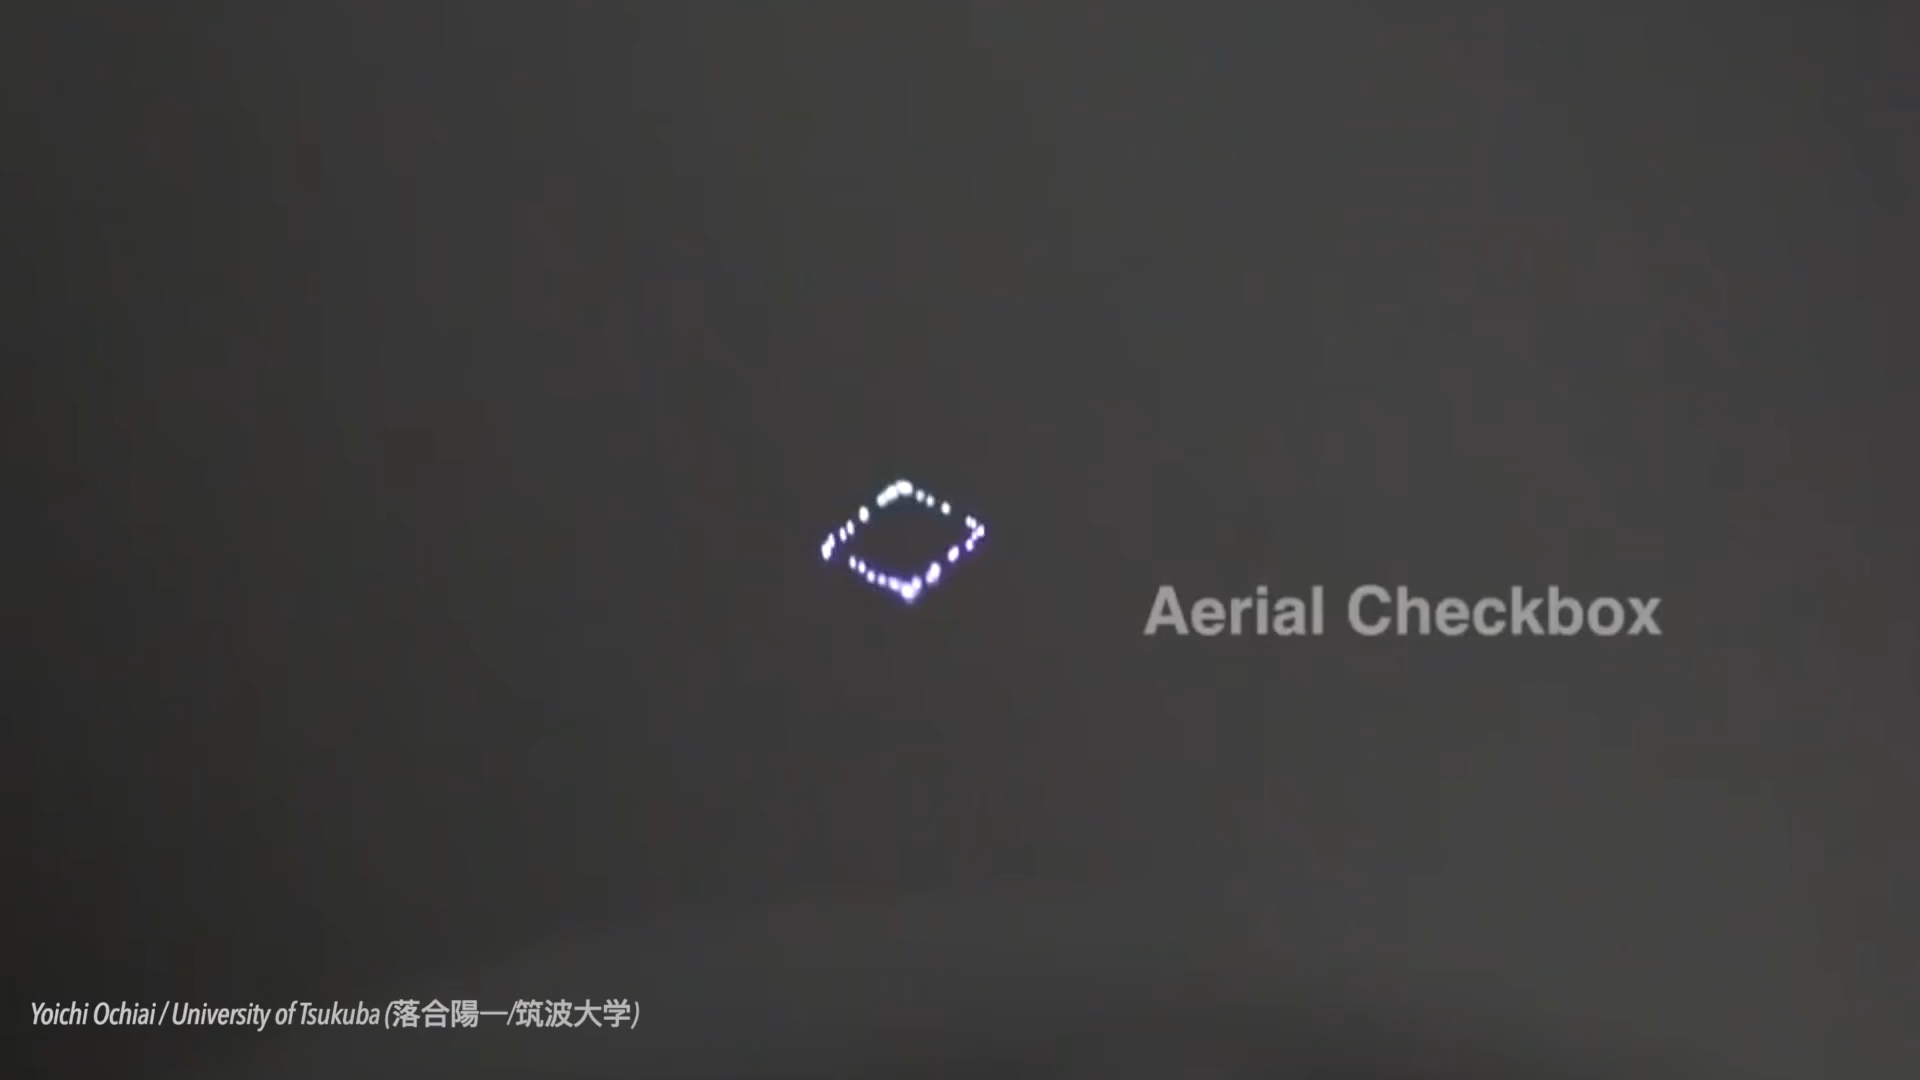 Aerial Checkbox
Yoichi Ochiai / University of Tsukuba (落合陽一/筑波大学)